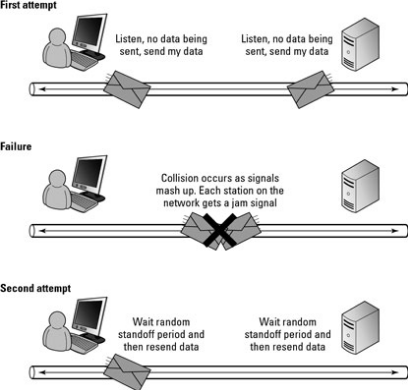 First attempt
Listen, no data being
sent, send my data
Listen, no data being
sent, send my data
Failure
Collision occurs as signals
mash up. Each station on the
network gets a jam signal
Second attempt
Wait random
standoff period and
then resend data
Wait random
standoff period and
then resend data